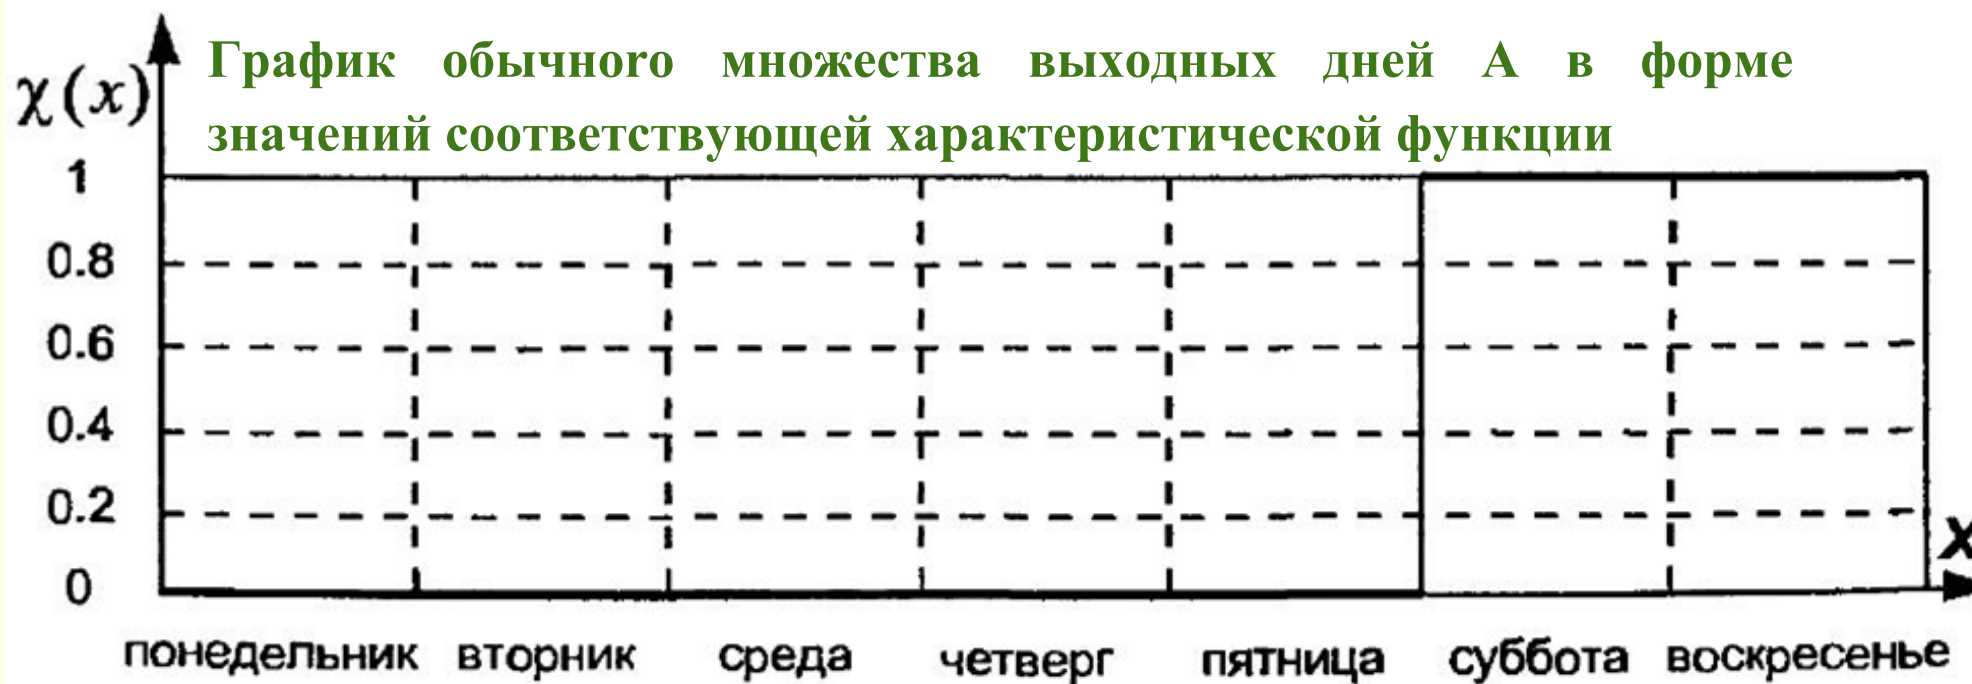 График обычного множества выходных дней А в форме
значений соответствующей характеристической функции
χ(x)
1
0.8
0.6
0.4
0.2
0
X
понедельник вторник среда четверг пятница суббота воскресенье